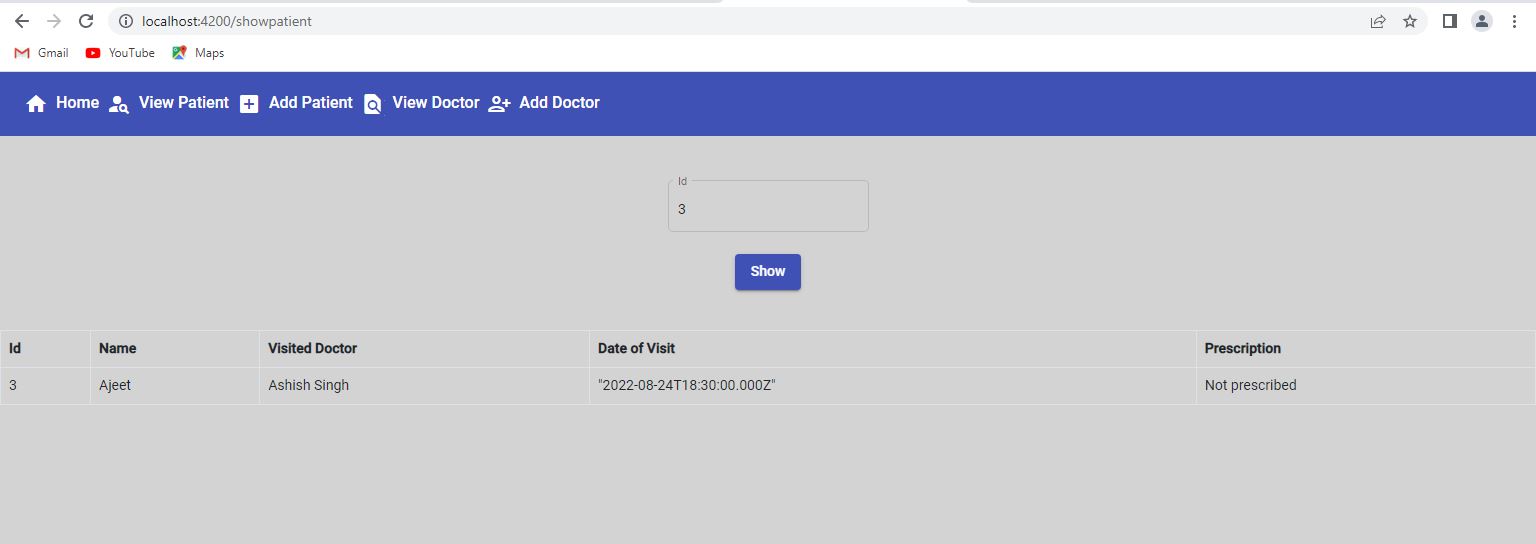 localhost:4200/showpatient
Gmail YouTube Maps
Home View Patient Add Patient View Doctor Add Doctor
Id
3
Show
Id Name Visited Doctor Date of Visit Prescription
3 Ajeet Ashish Singh "2022-08-24T18:30:00.000Z" Not prescribed